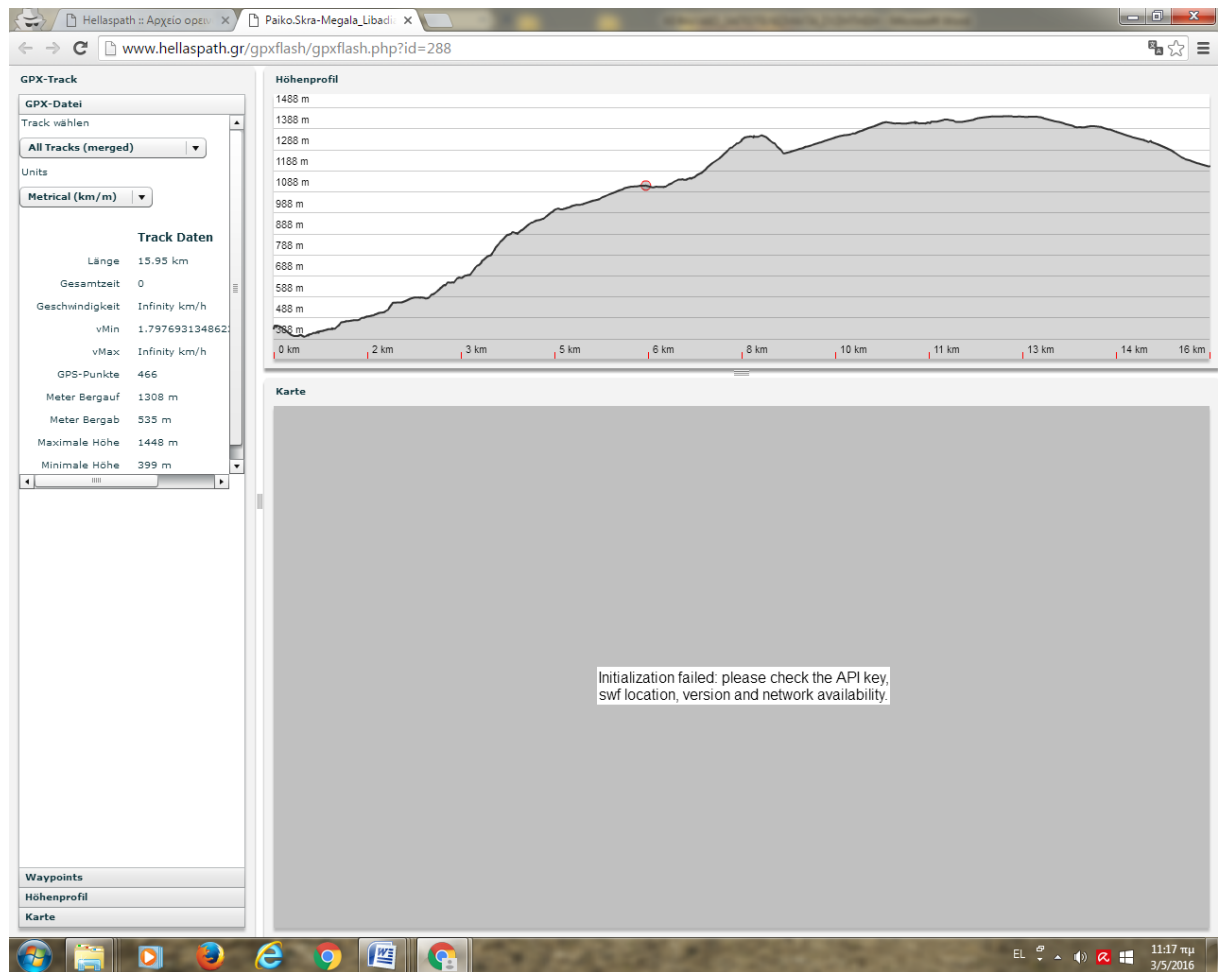 Hellaspath :: Αρχείο ορειν
Paiko.Skra-Megala_Libadic
www.hellaspath.gr/gpxflash/gpxflash.php?id=288
GPX-Track
GPX-Datei
Track wählen
All Tracks (merged)
Units
Metrical (km/m)
Track Daten
Länge 15.95 km
Gesamtzeit 0
Geschwindigkeit Infinity km/h
vMin 1.797693134862
vMax Infinity km/h
GPS-Punkte 466
Meter Bergauf 1308 m
Meter Bergab 535 m
Maximale Höhe 1448 m
Minimale Höhe 399 m
Waypoints
Höhenprofil
Karte
Höhenprofil
1488 m
1388 m
1288 m
1188 m
1088 m
988 m
888 m
788 m
688 m
588 m
488 m
388 m
0 km 2 km 3 km 5 km 6 km 8 km 10 km 11 km 13 km 14 km 16 km
Karte
Initialization failed: please check the API key,
swf location, version and network availability.
EL
11:17 πμ
3/5/2016